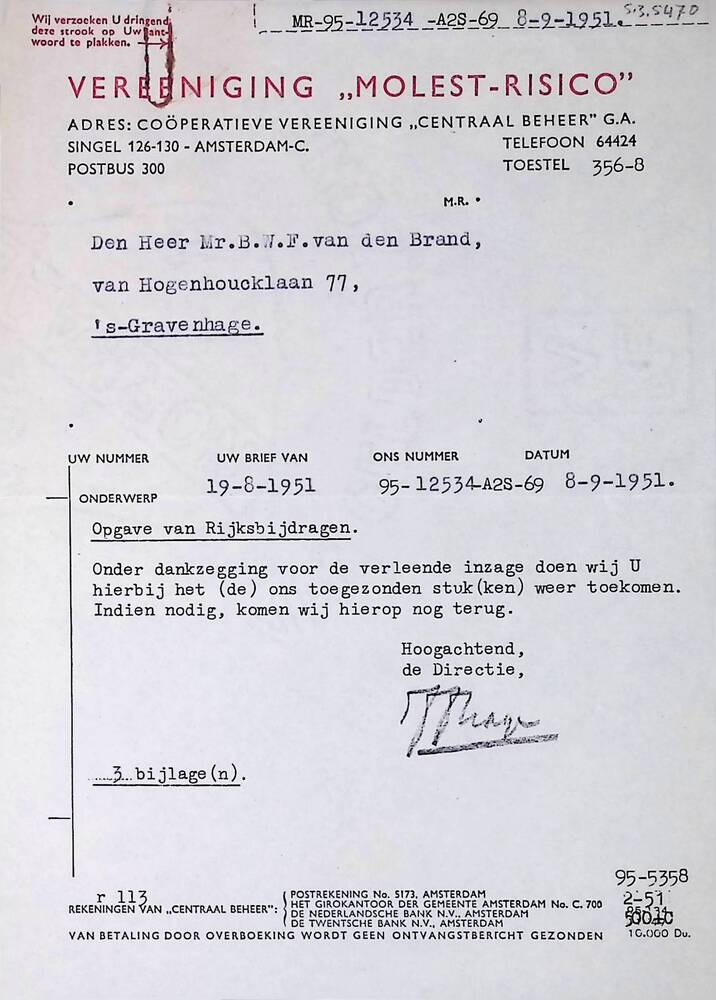 Wij verzoeken U dringend
deze strook op Uw ant-
woord te plakken.
MR-95-12534 -A2S-69 8-9-1951.
S.3.5470
VEREENIGING „MOLEST-RISICO”
ADRES: COÖPERATIEVE VEREENIGING „CENTRAAL BEHEER” G.A.
SINGEL 126-130 - AMSTERDAM-C.
TELEFOON 64424
POSTBUS 300
TOESTEL 356-8
M.R.
Den Heer Mr.B.W.F.van den Brand,
van Hogenhoucklaan 77,
's-Gravenhage.
UW NUMMER UW BRIEF VAN ONS NUMMER DATUM
19-8-1951 95-12534-A2S-69 8-9-1951.
ONDERWERP
Opgave van Rijksbijdragen.
Onder dankzegging voor de verleende inzage doen wij U
hierbij het (de) ons toegezonden stuk(ken) weer toekomen.
Indien nodig, komen wij hierop nog terug.
Hoogachtend,
de Directie,
.....3..bijlage(n).
95-5358
r 113
2-51
REKENINGEN VAN „CENTRAAL BEHEER”:
POSTREKENING No. 5173, AMSTERDAM
HET GIROKANTOOR DER GEMEENTE AMSTERDAM No. C. 700
DE NEDERLANDSCHE BANK N.V., AMSTERDAM
DE TWENTSCHE BANK N.V., AMSTERDAM
10.000 Du.
VAN BETALING DOOR OVERBOEKING WORDT GEEN ONTVANGSTBERICHT GEZONDEN